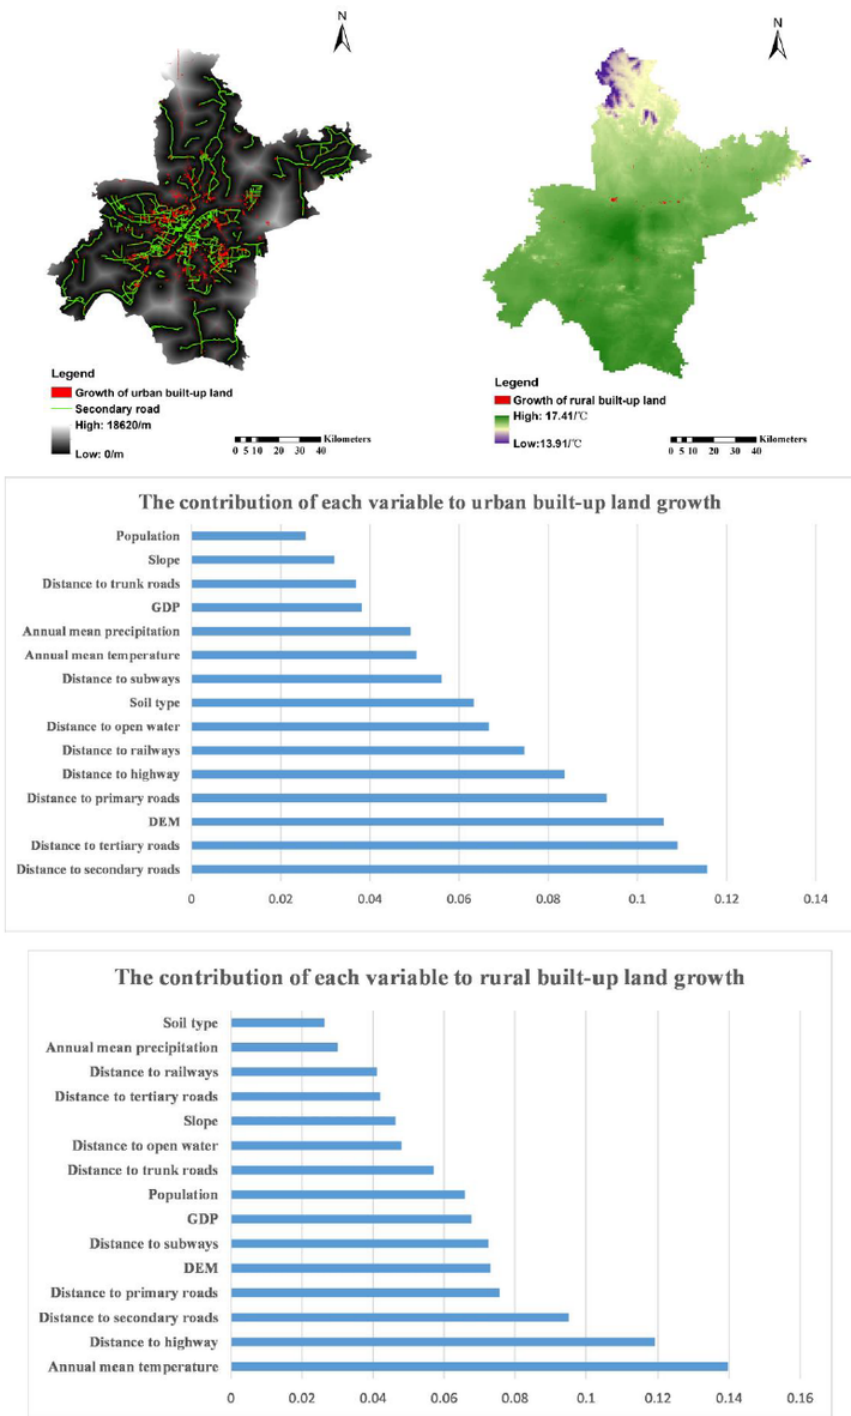 N
N
Legend
Growth of urban built-up land
Secondary road
High: 18620/m
Low: 0/m
Kilometers
0 5 10 20 30 40
Legend
Growth of rural built-up land
High: 17.41/℃
Low:13.91/℃
Kilometers
0 5 10 20 30 40
The contribution of each variable to urban built-up land growth
Population
Slope
Distance to trunk roads
GDP
Annual mean precipitation
Annual mean temperature
Distance to subways
Soil type
Distance to open water
Distance to railways
Distance to highway
Distance to primary roads
DEM
Distance to tertiary roads
Distance to secondary roads
0 0.02 0.04 0.06 0.08 0.1 0.12 0.14
The contribution of each variable to rural built-up land growth
Soil type
Annual mean precipitation
Distance to railways
Distance to tertiary roads
Slope
Distance to open water
Distance to trunk roads
Population
GDP
Distance to subways
DEM
Distance to primary roads
Distance to secondary roads
Distance to highway
Annual mean temperature
0 0.02 0.04 0.06 0.08 0.1 0.12 0.14 0.16